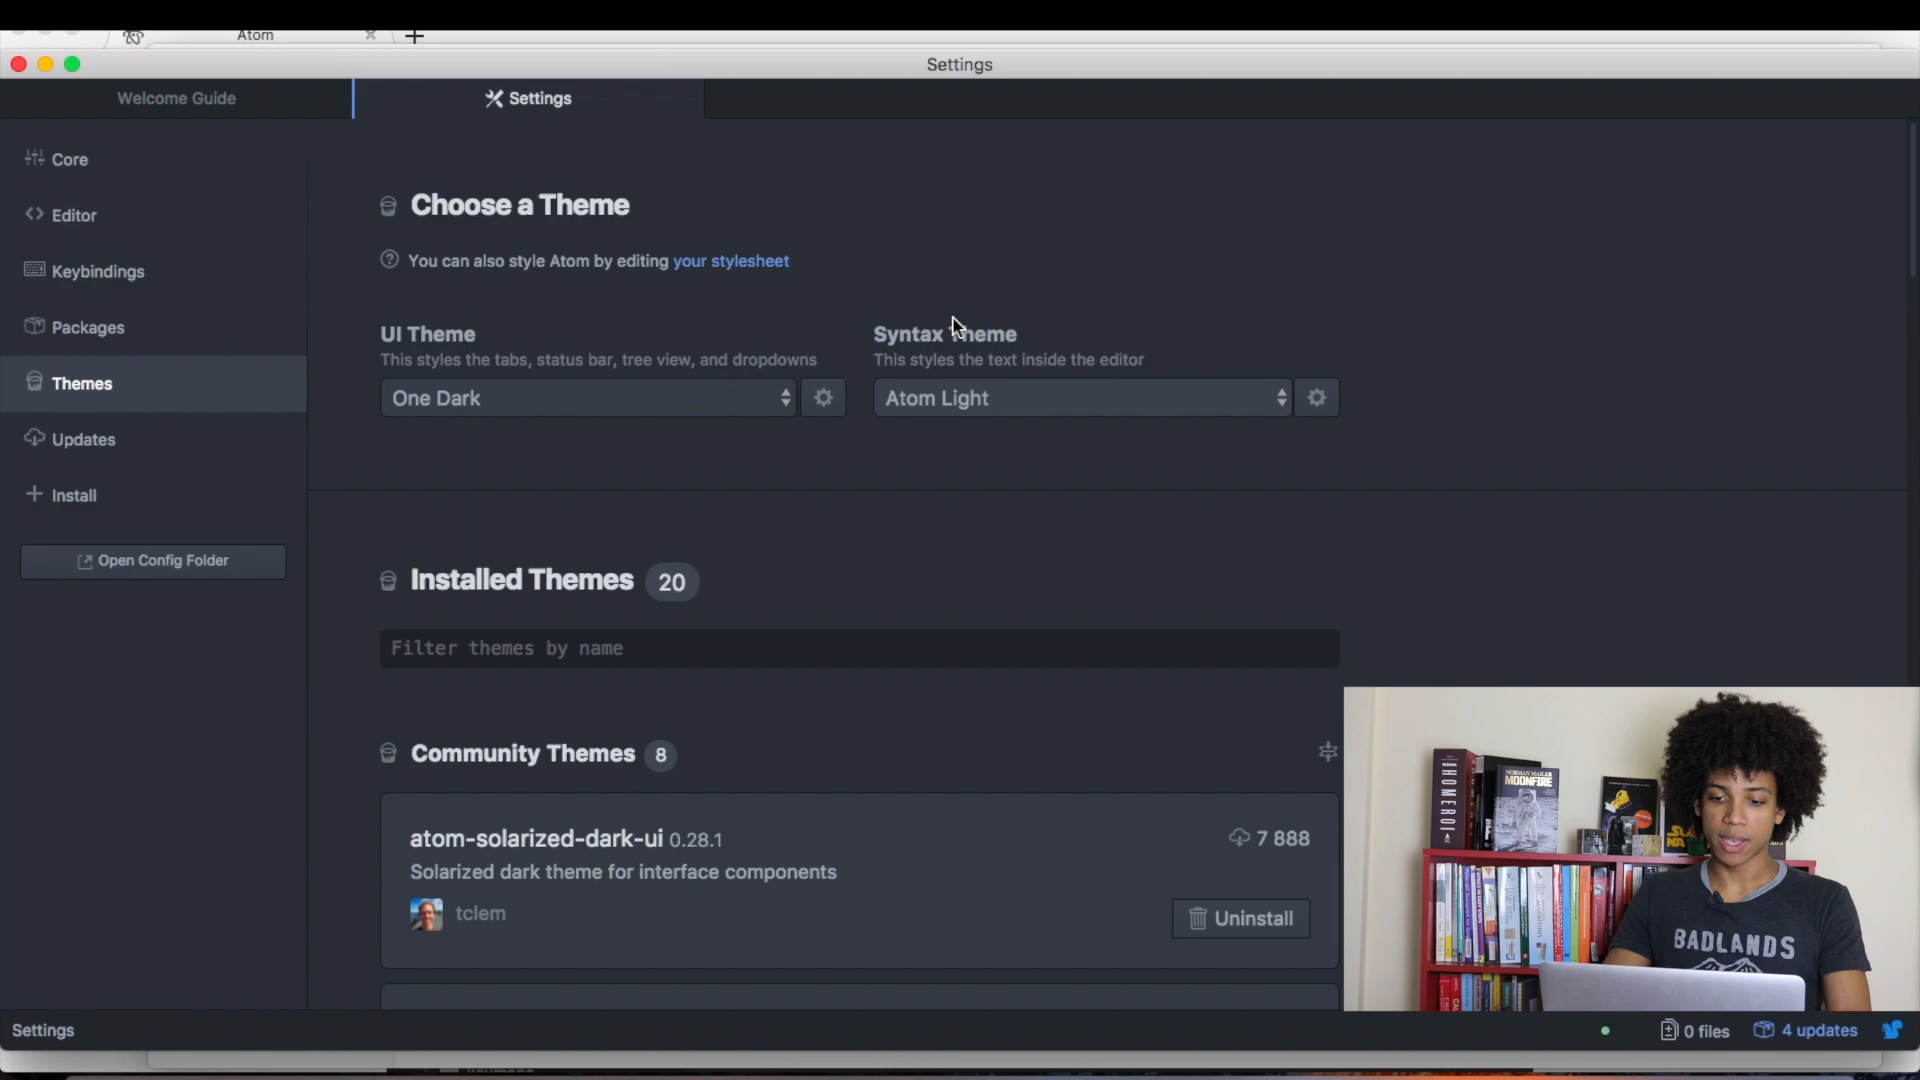 Atom
Settings
Welcome Guide
Settings
Core
Editor
Keybindings
Packages
Themes
Updates
Install
Open Config Folder
Choose a Theme
You can also style Atom by editing your stylesheet
UI Theme
This styles the tabs, status bar, tree view, and dropdowns
One Dark
Syntax Theme
This styles the text inside the editor
Atom Light
Installed Themes 20
Filter themes by name
Community Themes 8
atom-solarized-dark-ui 0.28.1
7 888
Solarized dark theme for interface components
tclem
Uninstall
HOMEROI
NORMAN MAILER
MOONFIRE
BADLANDS
Settings
0 files
4 updates